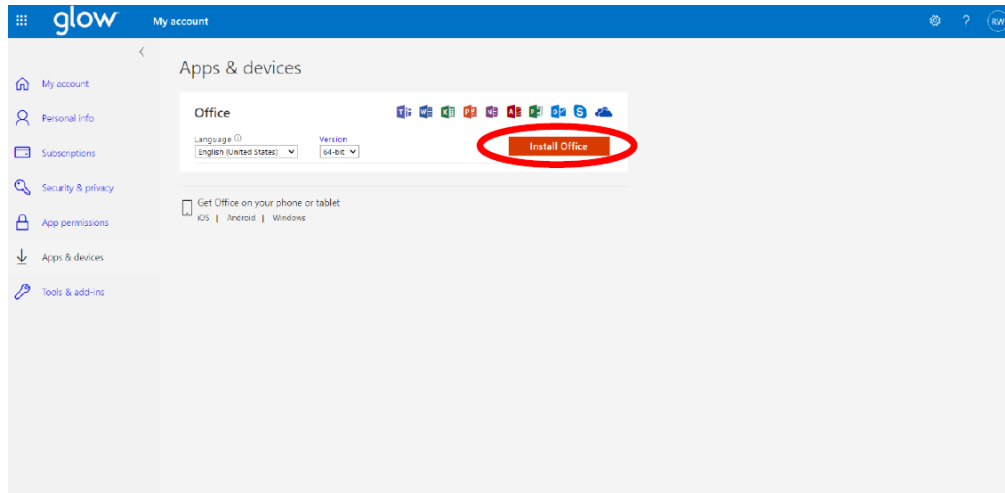 glow My account ? RW
Apps & devices
My account
Personal info
Subscriptions
Security & privacy
App permissions
Apps & devices
Tools & add-ins
Office
Language Version
English (United States) 64-bit
Install Office
Get Office on your phone or tablet
iOS | Android | Windows